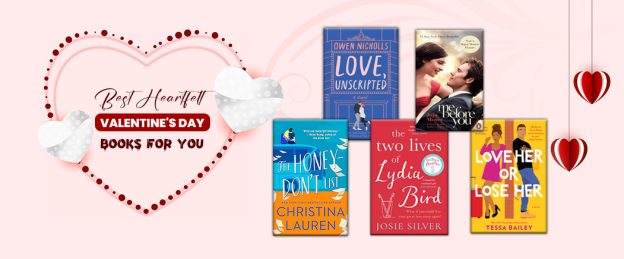 Best Heartfelt
VALENTINE'S DAY
BOOKS FOR YOU
OWEN NICHOLLS
LOVE,
UNSCRIPTED
me before
you
THE
HONEY-
DON'T LIST
CHRISTINA
LAUREN
the
two lives
of
Lydia
Bird
JOSIE SILVER
LOVE HER
OR
LOSE HER
TESSA BAILEY